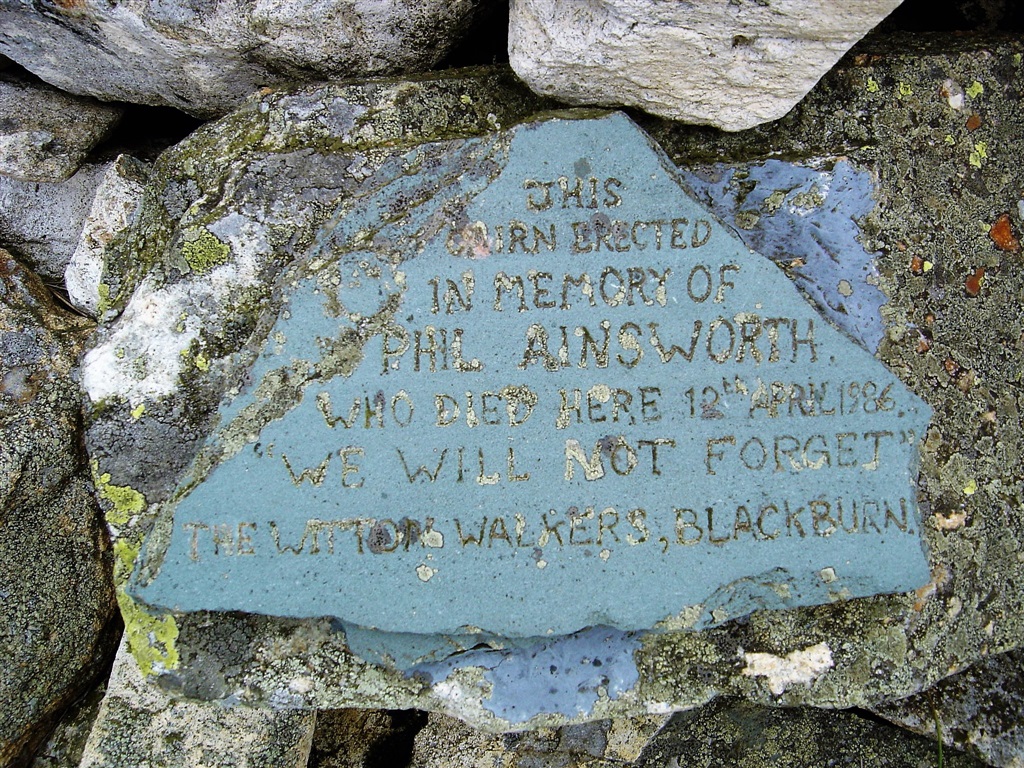 THIS
CAIRN ERECTED
IN MEMORY OF
PHIL AINSWORTH.
WHO DIED HERE 12TH APRIL 1986.
"WE WILL NOT FORGET"
THE WITTON WALKERS, BLACKBURN.